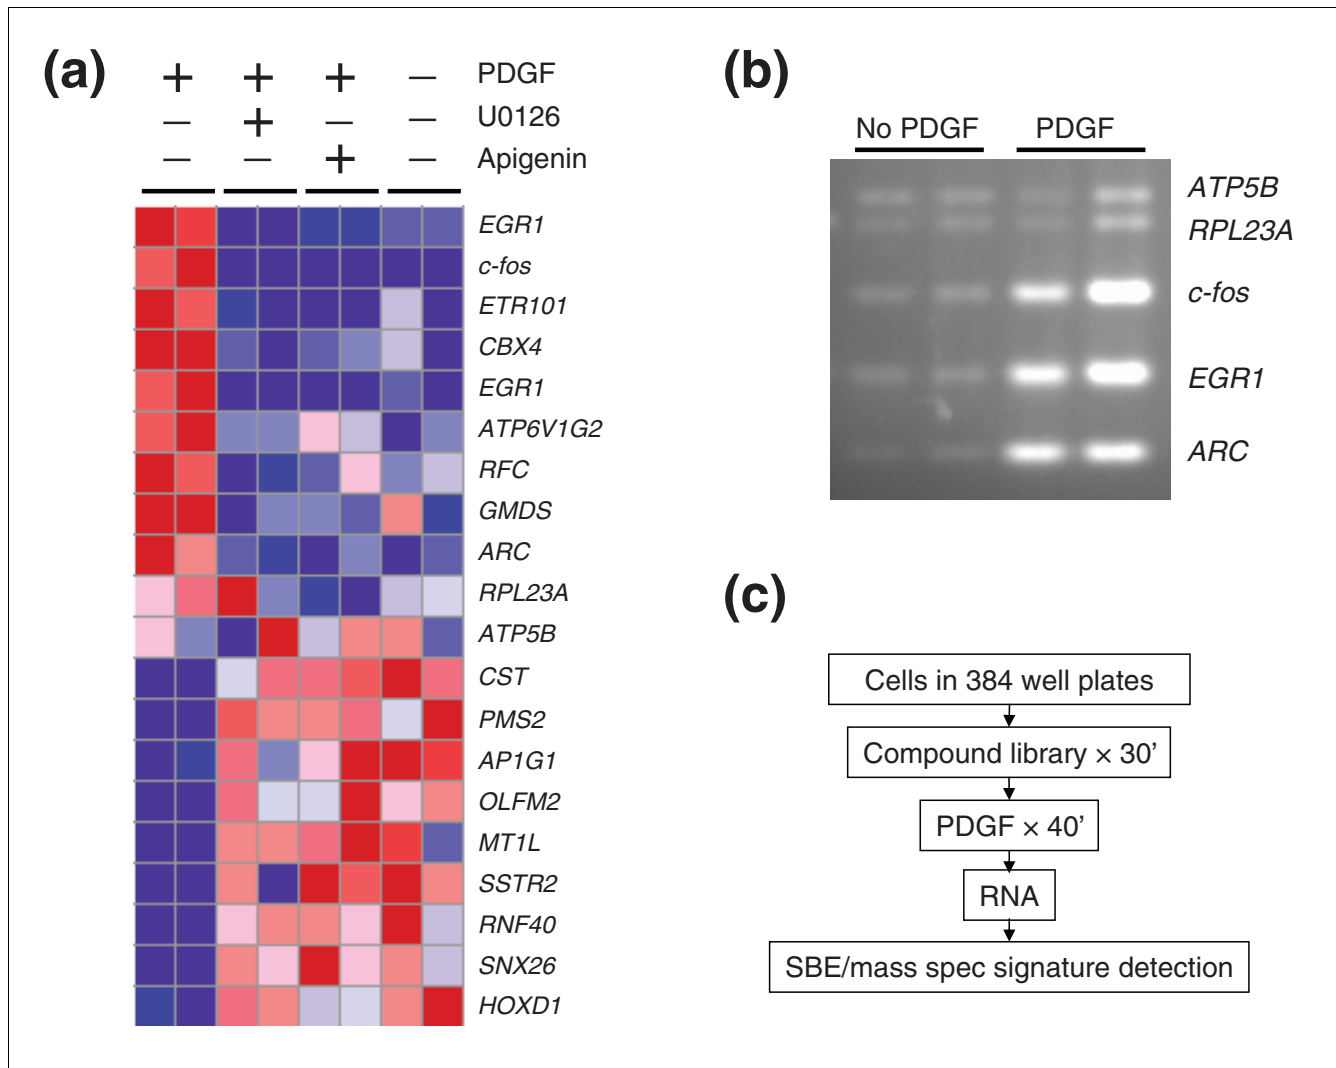 (a)
+ + + — PDGF
— + — — U0126
— — + — Apigenin
EGR1
c-fos
ETR101
CBX4
EGR1
ATP6V1G2
RFC
GMDS
ARC
RPL23A
ATP5B
CST
PMS2
AP1G1
OLFM2
MT1L
SSTR2
RNF40
SNX26
HOXD1
(b)
No PDGF PDGF
ATP5B
RPL23A
c-fos
EGR1
ARC
(c)
Cells in 384 well plates
Compound library × 30’
PDGF × 40’
RNA
SBE/mass spec signature detection